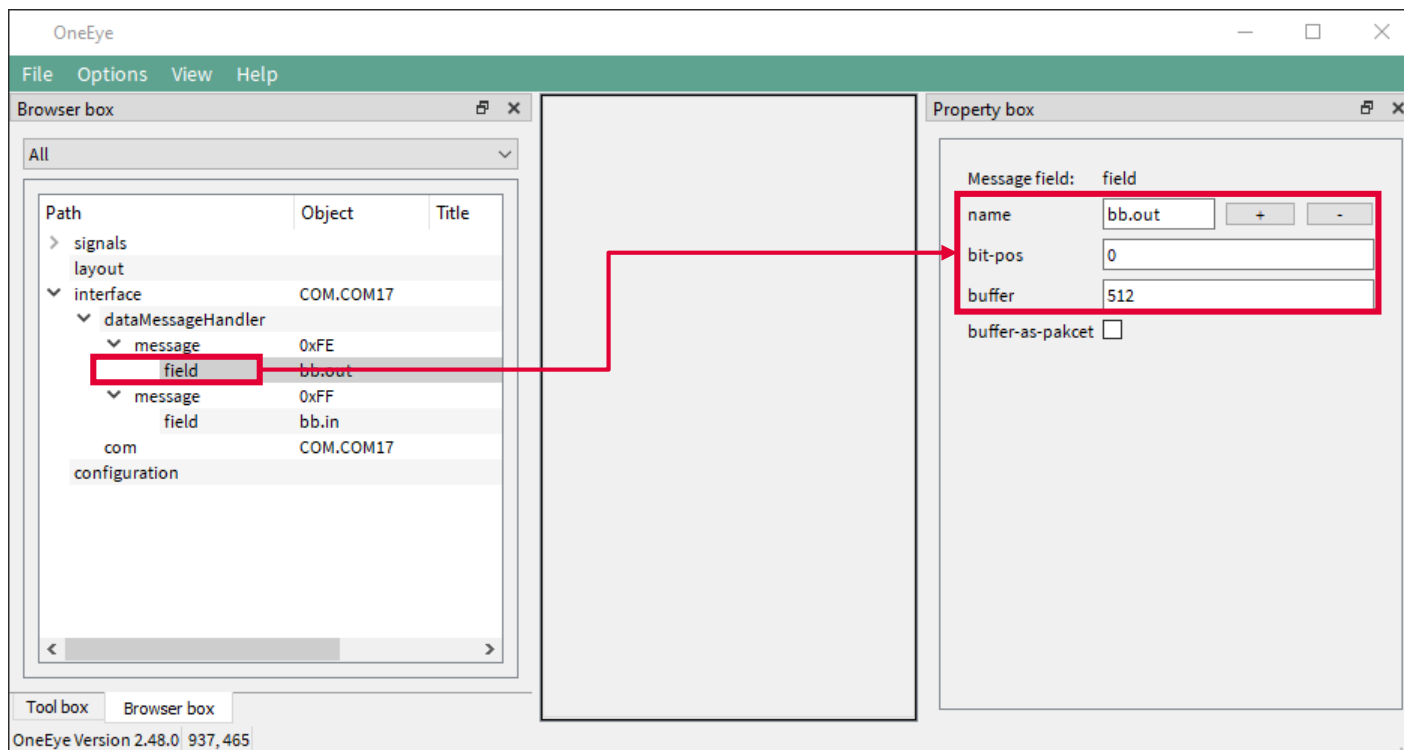 OneEye
File Options View Help
Browser box
All
Path Object Title
signals
layout
interface COM.COM17
dataMessageHandler
message 0xFE
field bb.out
message 0xFF
field bb.in
com COM.COM17
configuration
Tool box Browser box
OneEye Version 2.48.0 937, 465
Property box
Message field: field
name bb.out + -
bit-pos 0
buffer 512
buffer-as-pakcet